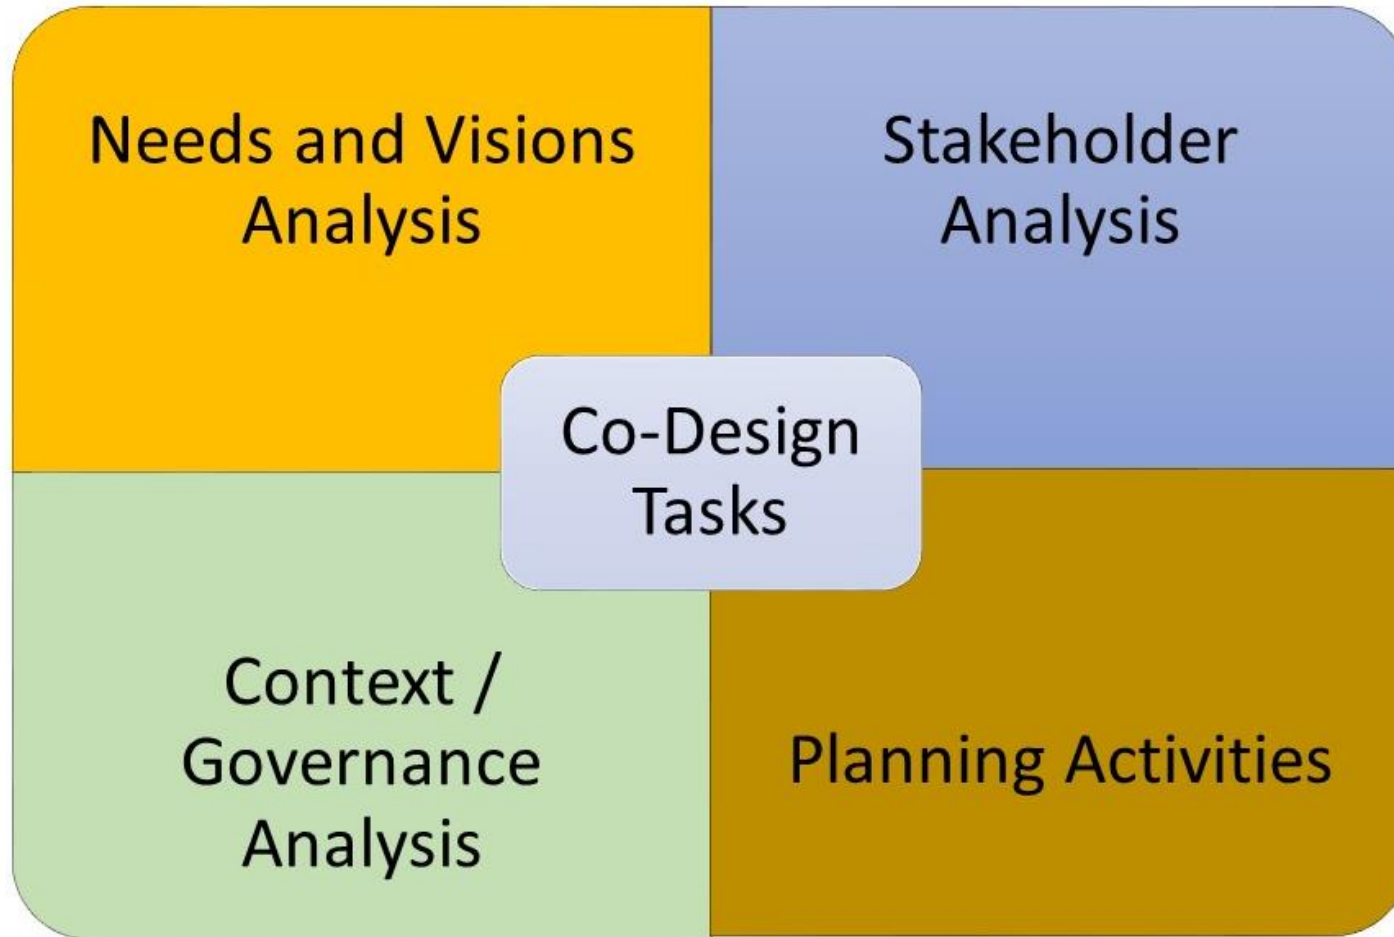 Needs and Visions
Analysis
Stakeholder
Analysis
Co-Design
Tasks
Context /
Governance
Analysis
Planning Activities